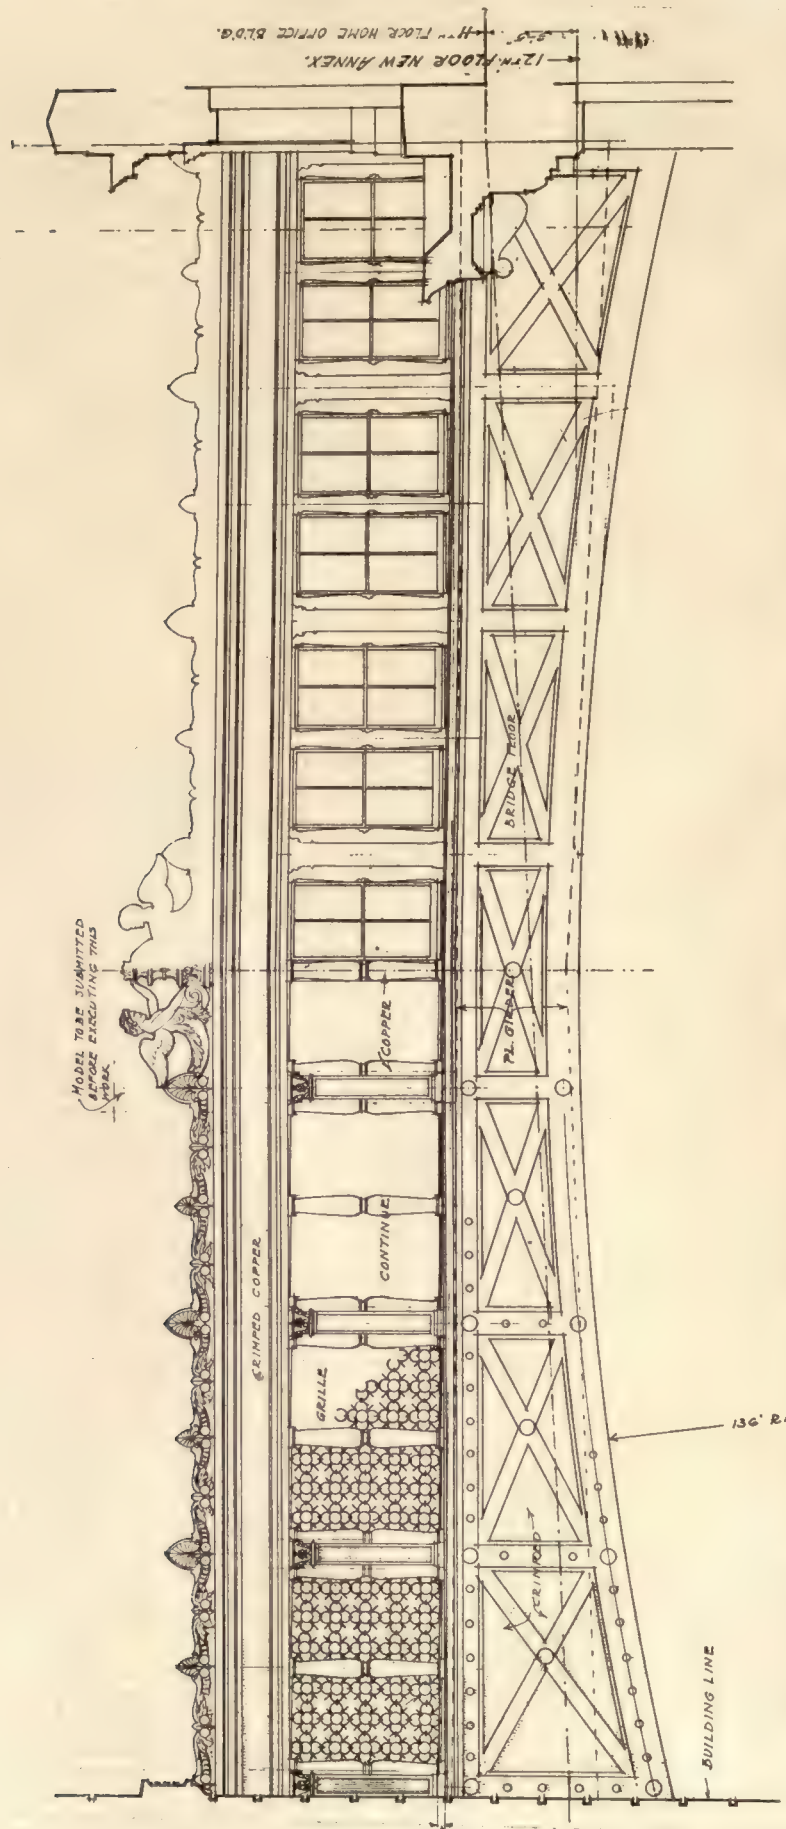 11TH FLOOR HOME OFFICE BLDG.
12TH FLOOR NEW ANNEX.
BRIDGE FLOOR
MODEL TO BE SUBMITTED
BEFORE EXECUTING THIS
WORK.
COPPER
PL. GIRDER
CONTINUE
CRIMPED COPPER
GRILLE
136' R.
CRIMPED
BUILDING LINE